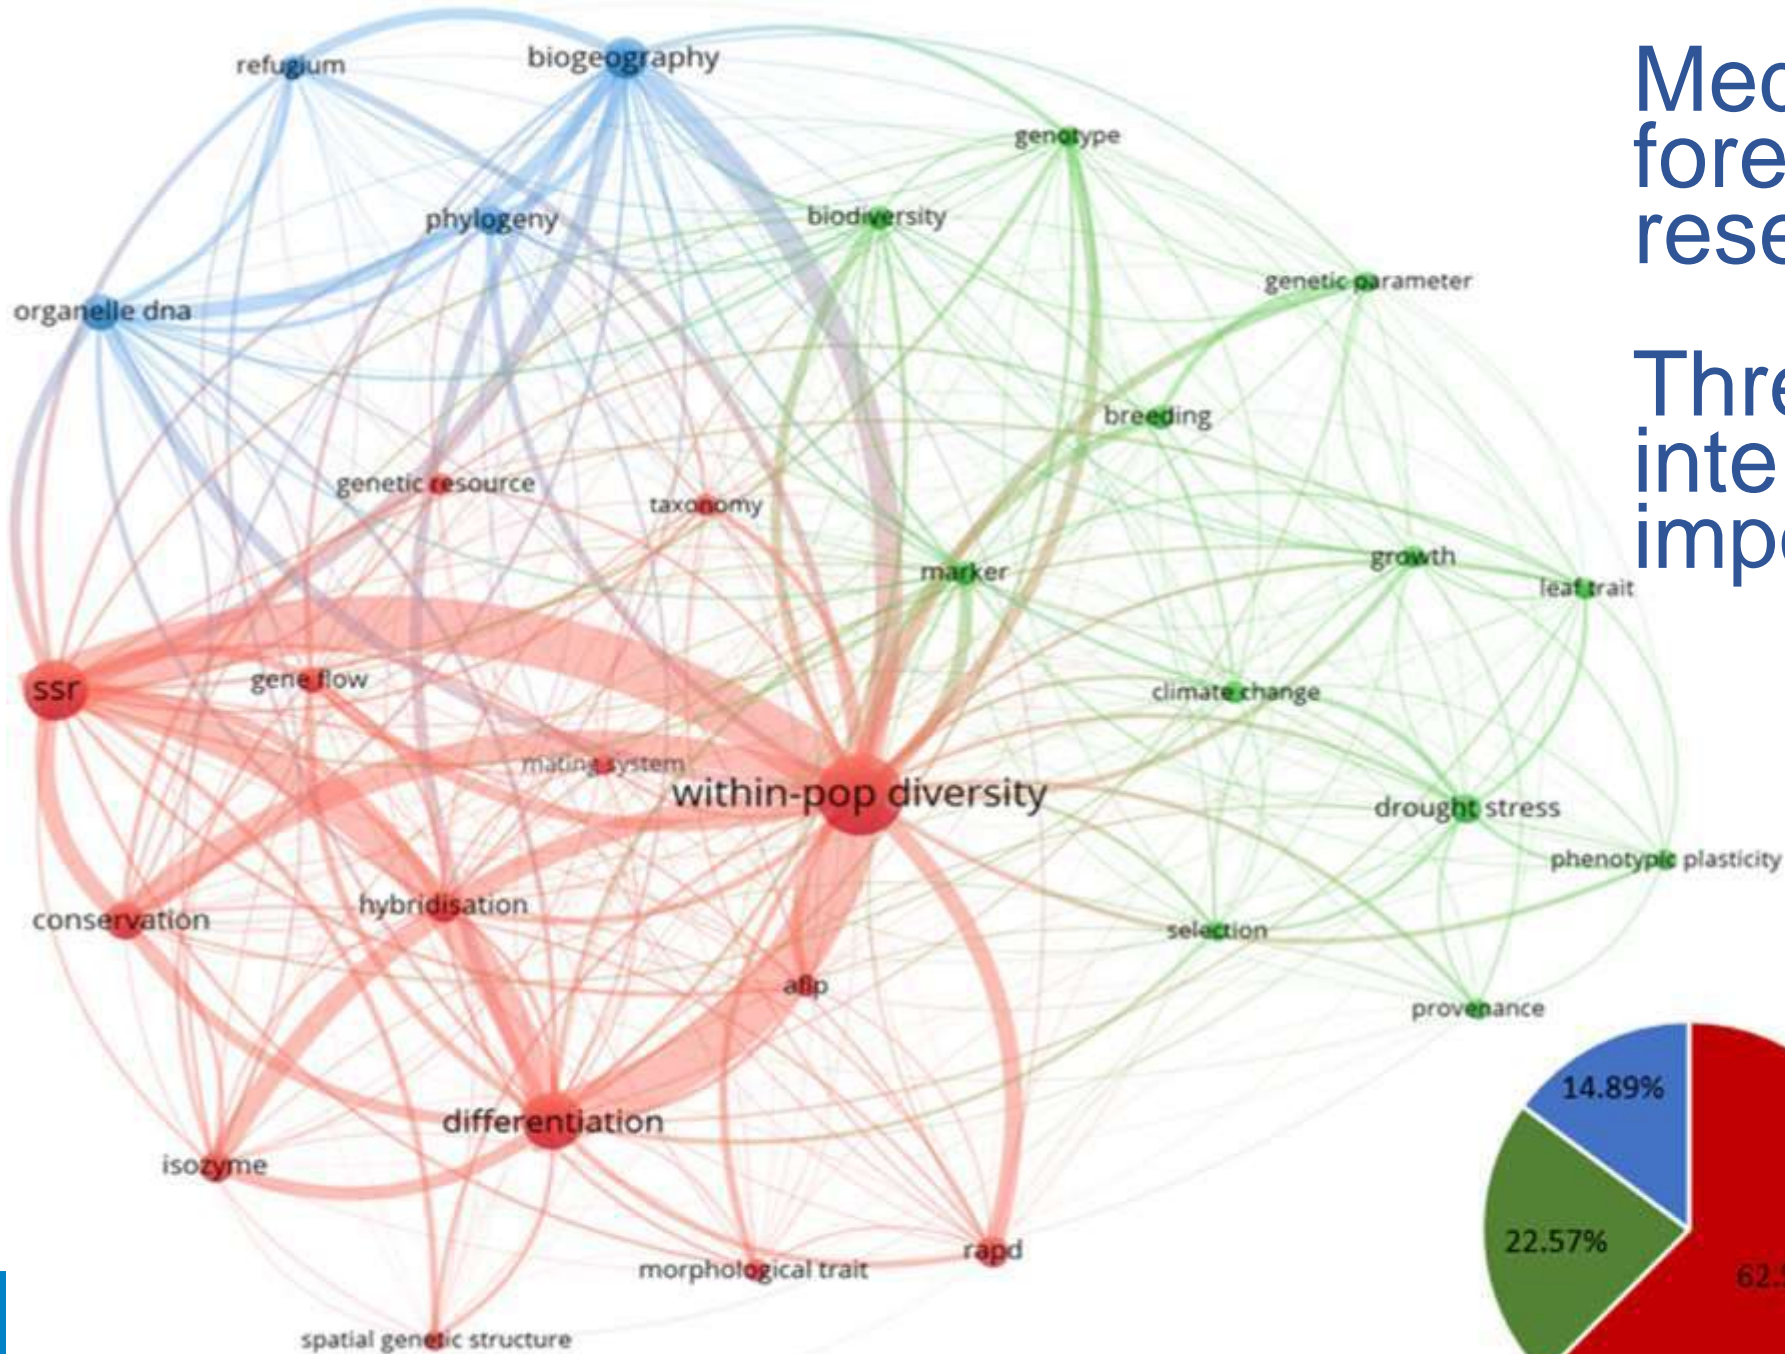 refugium
biogeography
genotype
phylogeny
biodiversity
genetic parameter
organelle dna
breeding
genetic resource
taxonomy
marker
growth
leaf trait
ssr
gene flow
climate change
mating system
within-pop diversity
drought stress
phenotypic plasticity
conservation
hybridisation
selection
aflp
provenance
differentiation
isozyme
morphological trait
rapd
spatial genetic structure
14.89%
22.57%